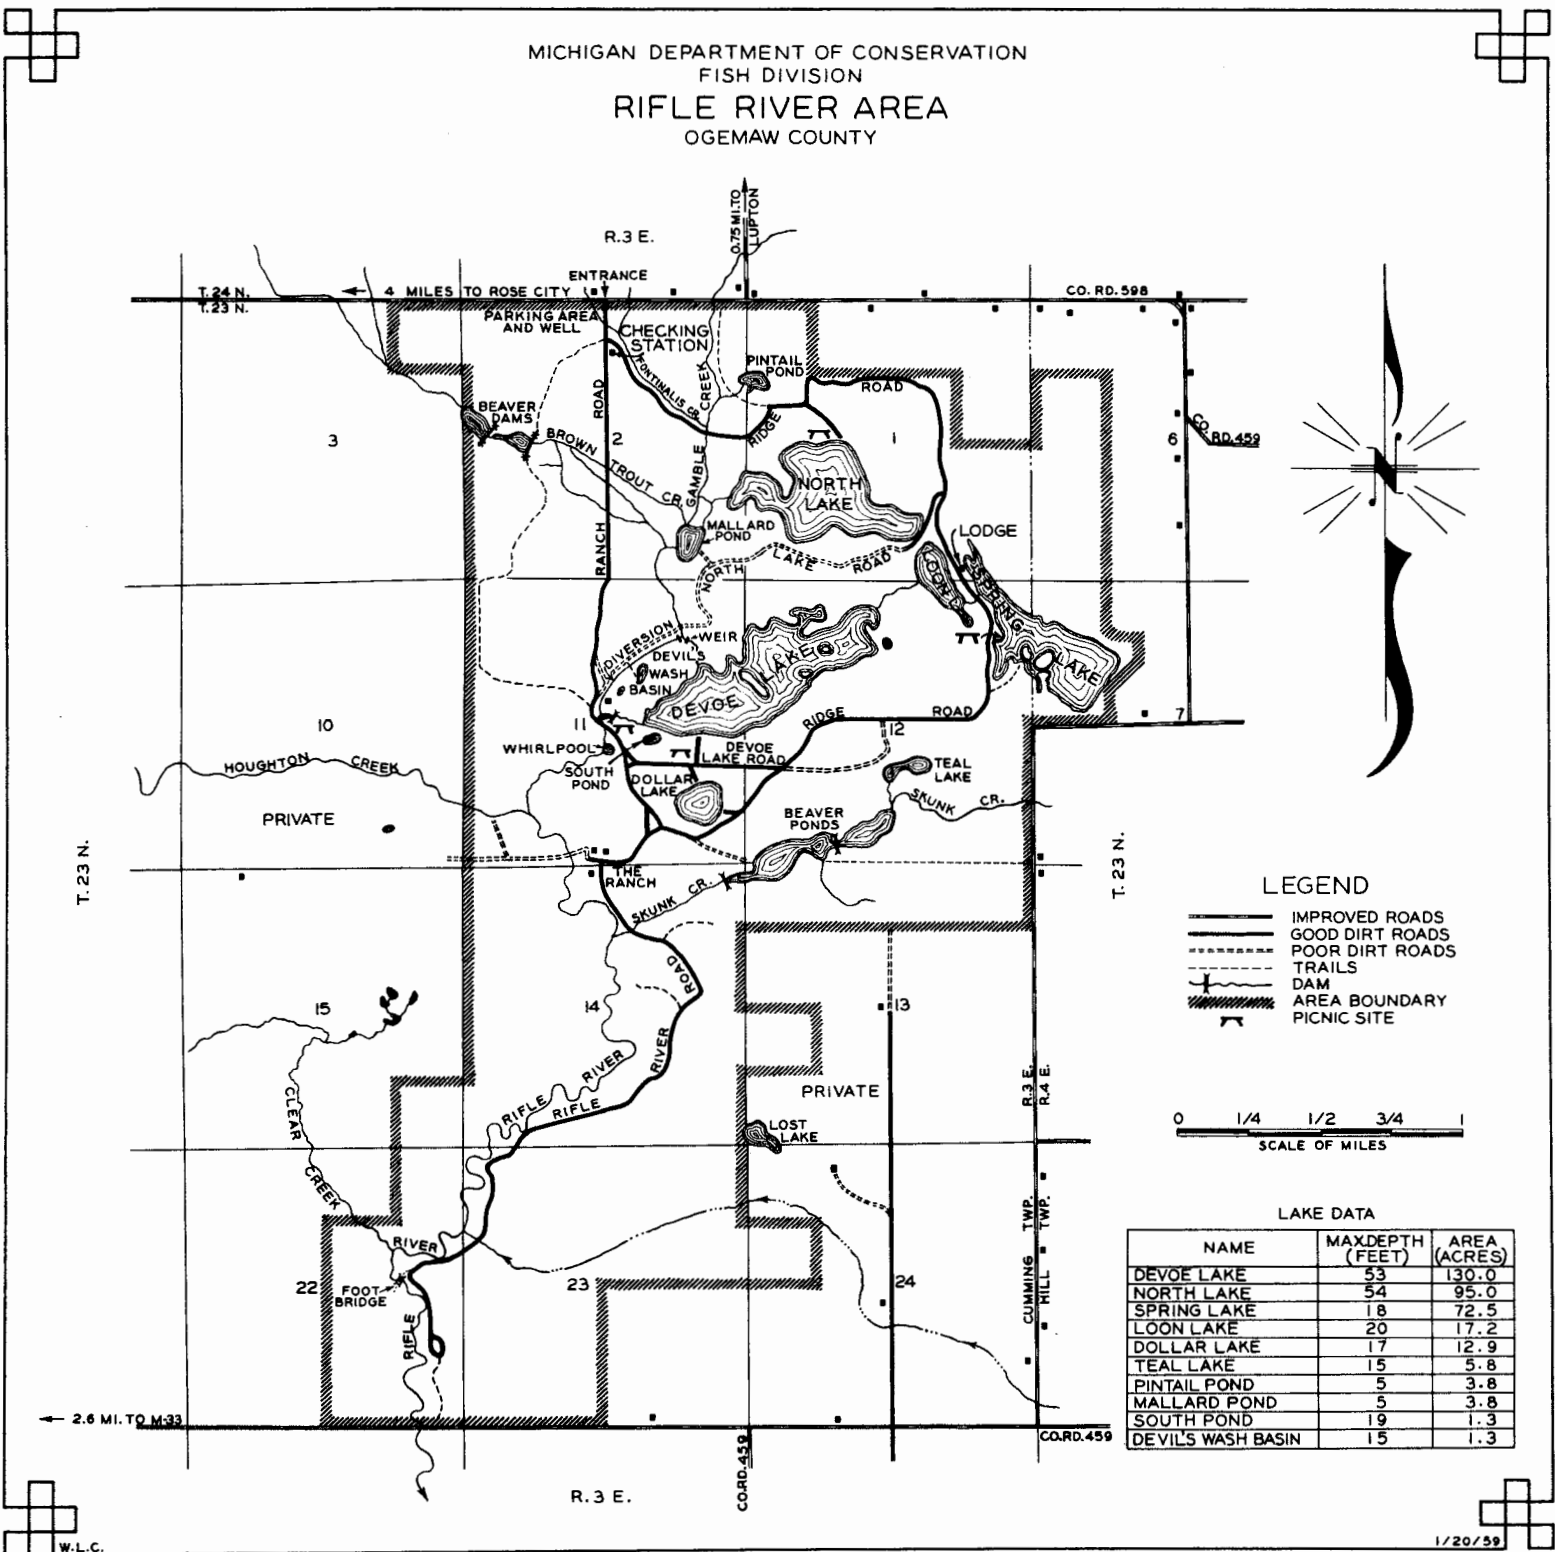 MICHIGAN DEPARTMENT OF CONSERVATION
FISH DIVISION
RIFLE RIVER AREA
OGEMAW COUNTY
0.75 MI. TO
LUPTON
R.3 E.
ENTRANCE
T. 24 N.
T. 23 N.
4 MILES TO ROSE CITY
CO. RD. 598
PARKING AREA
AND WELL
CHECKING
STATION
FONTINALIS CR.
PINTAIL
POND
ROAD
ROAD
GAMBLE CREEK
RIDGE
BEAVER
DAMS
3
2
1
6
CO. RD. 459
BROWN TROUT CR.
NORTH
LAKE
MALLARD
POND
LODGE
RANCH
NORTH LAKE ROAD
LOON
SPRING LAKE
DIVERSION
WEIR
DEVIL'S
WASH
BASIN
DEVOE LAKE
RIDGE ROAD
10
11
12
7
WHIRLPOOL
SOUTH
POND
DEVOE
LAKE ROAD
HOUGHTON CREEK
DOLLAR
LAKE
TEAL
LAKE
SKUNK CR.
BEAVER
PONDS
PRIVATE
T. 23 N.
T. 23 N.
THE
RANCH
SKUNK CR.
ROAD
15
14
13
RIVER
RIFLE RIVER
RIFLE
PRIVATE
R.3 E.
R.4 E.
CLEAR
CREEK
LOST
LAKE
RIVER
FOOT
BRIDGE
22
23
24
RIFLE
CUMMING TWP.
HILL TWP.
2.6 MI. TO M-33
CO.RD.459
CO.RD.459
R.3 E.
LEGEND
IMPROVED ROADS
GOOD DIRT ROADS
POOR DIRT ROADS
TRAILS
DAM
AREA BOUNDARY
PICNIC SITE
N
0 1/4 1/2 3/4 1
SCALE OF MILES
LAKE DATA
NAME MAX.DEPTH (FEET) AREA (ACRES)
DEVOE LAKE 53 130.0
NORTH LAKE 54 95.0
SPRING LAKE 18 72.5
LOON LAKE 20 17.2
DOLLAR LAKE 17 12.9
TEAL LAKE 15 5.8
PINTAIL POND 5 3.8
MALLARD POND 5 3.8
SOUTH POND 19 1.3
DEVIL'S WASH BASIN 15 1.3
W.L.C.
1/20/59